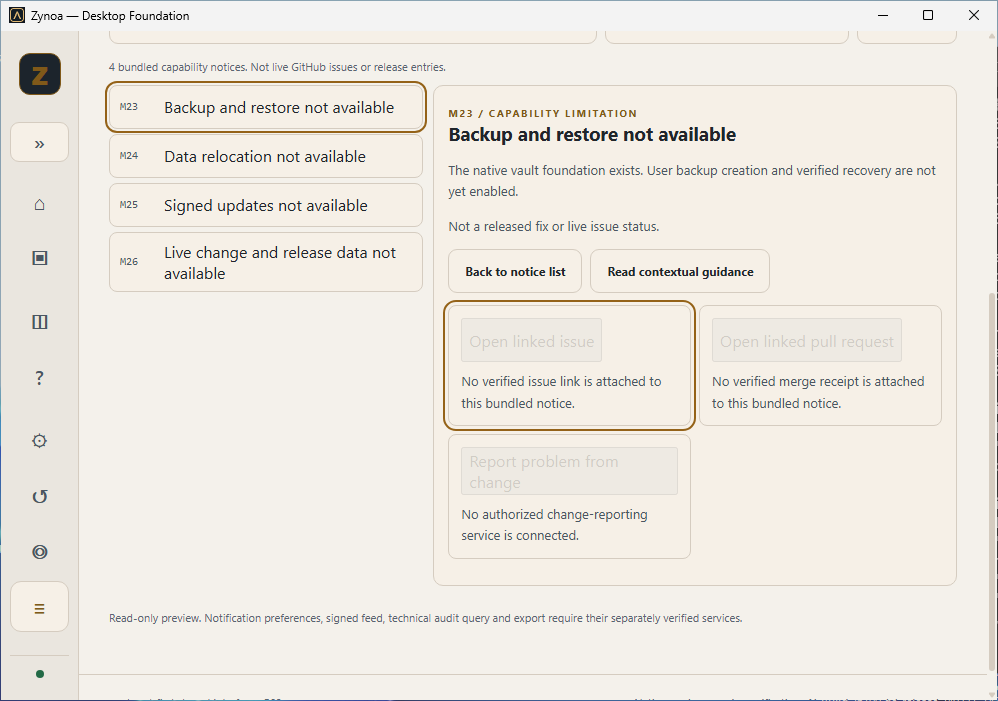 Zynoa — Desktop Foundation
Z
»
4 bundled capability notices. Not live GitHub issues or release entries.
M23 Backup and restore not available
M24 Data relocation not available
M25 Signed updates not available
M26 Live change and release data not
available
M23 / CAPABILITY LIMITATION
Backup and restore not available
The native vault foundation exists. User backup creation and verified recovery are not
yet enabled.
Not a released fix or live issue status.
Back to notice list
Read contextual guidance
Open linked issue
No verified issue link is attached to
this bundled notice.
Open linked pull request
No verified merge receipt is attached
to this bundled notice.
Report problem from
change
No authorized change-reporting
service is connected.
?
Read-only preview. Notification preferences, signed feed, technical audit query and export require their separately verified services.